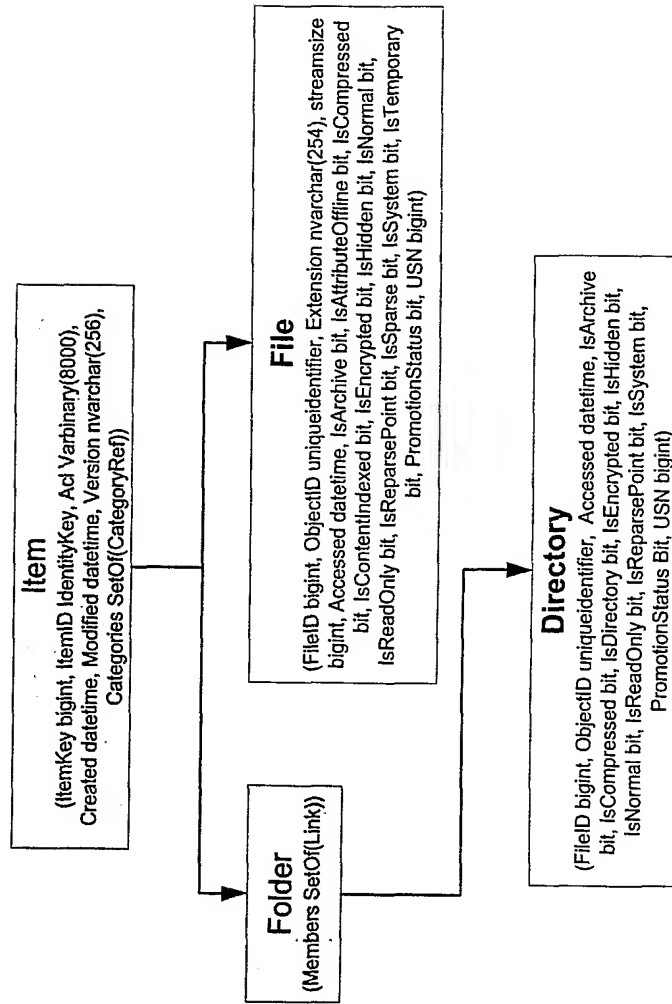 Item
(ItemKey bigint, ItemID IdentityKey, Acl Varbinary(8000),
Created datetime, Modified datetime, Version nvarchar(256),
Categories SetOf(CategoryRef))
Folder
(Members SetOf(Link))
File
(FileID bigint, ObjectID uniqueidentifier, Extension nvarchar(254), streamsize
bigint, Accessed datetime, IsArchive bit, IsAttributeOffline bit, IsCompressed
bit, IsContentIndexed bit, IsEncrypted bit, IsHidden bit, IsNormal bit,
IsReadOnly bit, IsReparsePoint bit, IsSparse bit, IsSystem bit, IsTemporary
bit, PromotionStatus bit, USN bigint)
Directory
(FileID bigint, ObjectID uniqueidentifier, Accessed datetime, IsArchive
bit, IsCompressed bit, IsDirectory bit, IsEncrypted bit, IsHidden bit,
IsNormal bit, IsReadOnly bit, IsReparsePoint bit, IsSystem bit,
PromotionStatus Bit, USN bigint)